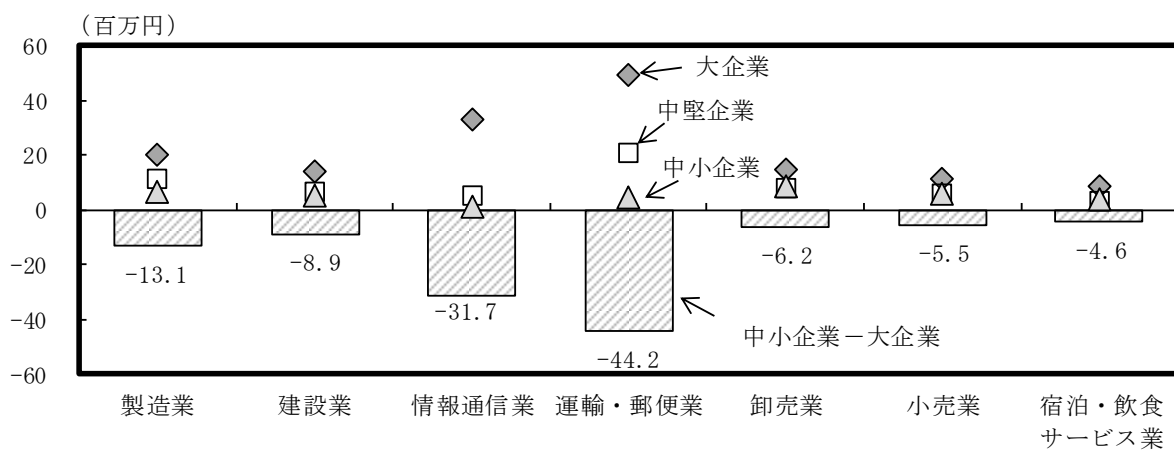 (百万円)
60
40
20
0
-20
-40
-60
大企業
中堅企業
中小企業
-13.1
-8.9
-31.7
-44.2
-6.2
-5.5
-4.6
中小企業－大企業
製造業
建設業
情報通信業
運輸・郵便業
卸売業
小売業
宿泊・飲食
サービス業